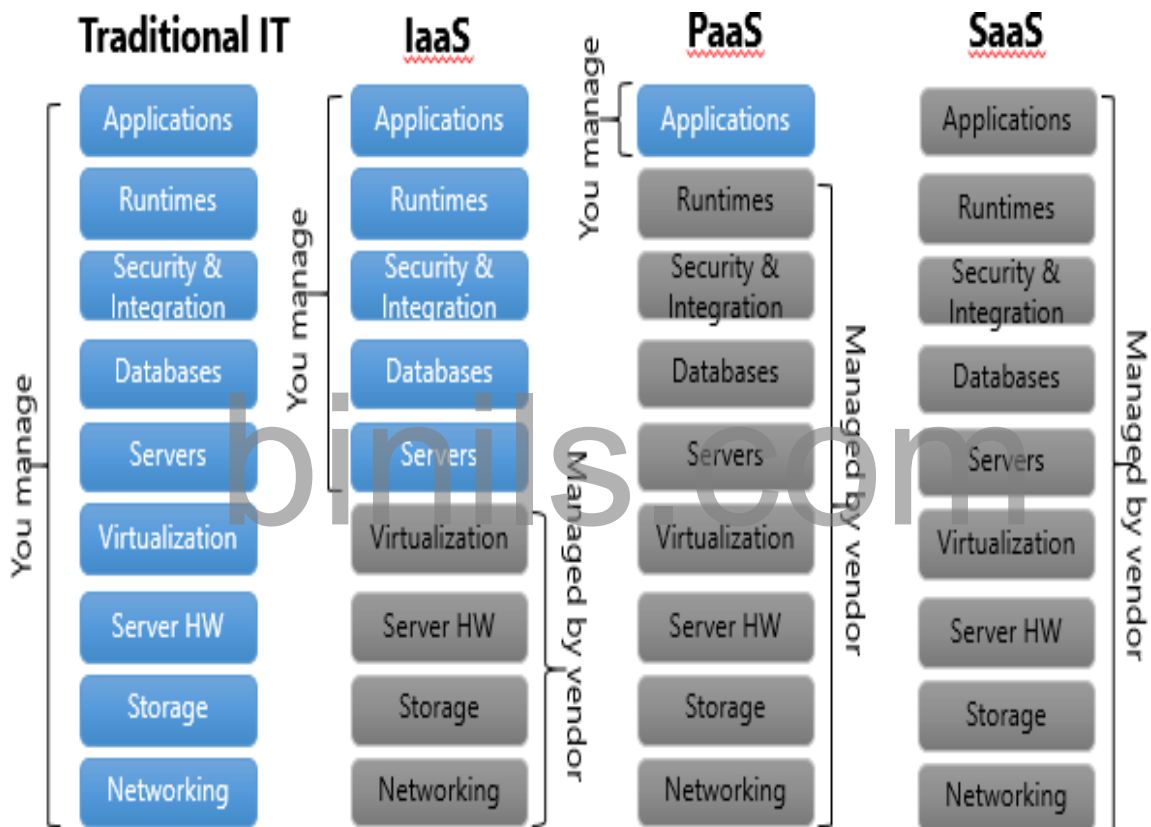 Traditional IT
Applications
Runtimes
Security &
Integration
Databases
Servers
Virtualization
Server HW
Storage
Networking
You manage
IaaS
Applications
Runtimes
Security &
Integration
Databases
Servers
Virtualization
Server HW
Storage
Networking
You manage
Managed by vendor
PaaS
Applications
Runtimes
Security &
Integration
Databases
Servers
Virtualization
Server HW
Storage
Networking
You manage
Managed by vendor
SaaS
Applications
Runtimes
Security &
Integration
Databases
Servers
Virtualization
Server HW
Storage
Networking
Managed by vendor
binils.com